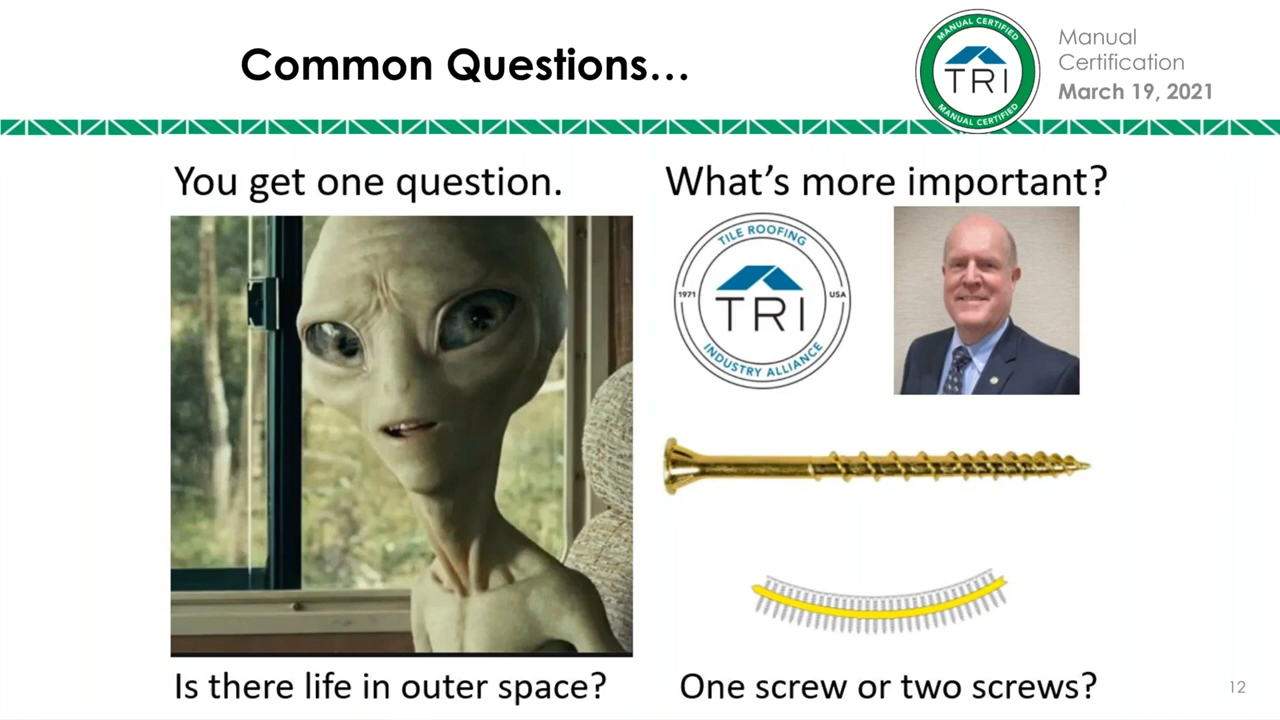 Common Questions…
MANUAL CERTIFIED
TRI
MANUAL CERTIFIED
Manual
Certification
March 19, 2021
You get one question.
What's more important?
TILE ROOFING
1971
TRI
USA
INDUSTRY ALLIANCE
Is there life in outer space?
One screw or two screws?
12